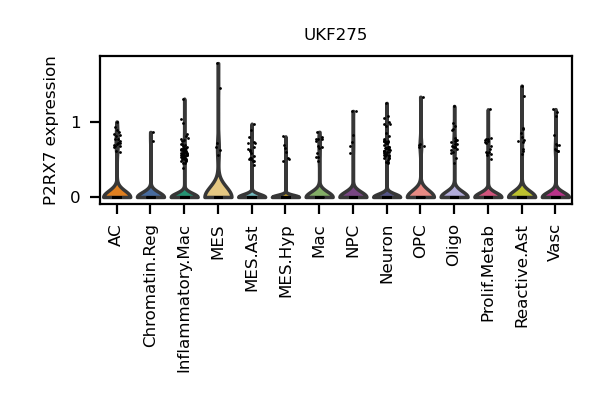 UKF275
P2RX7 expression
1
0
AC
Chromatin.Reg
Inflammatory.Mac
MES
MES.Ast
MES.Hyp
Mac
NPC
Neuron
OPC
Oligo
Prolif.Metab
Reactive.Ast
Vasc